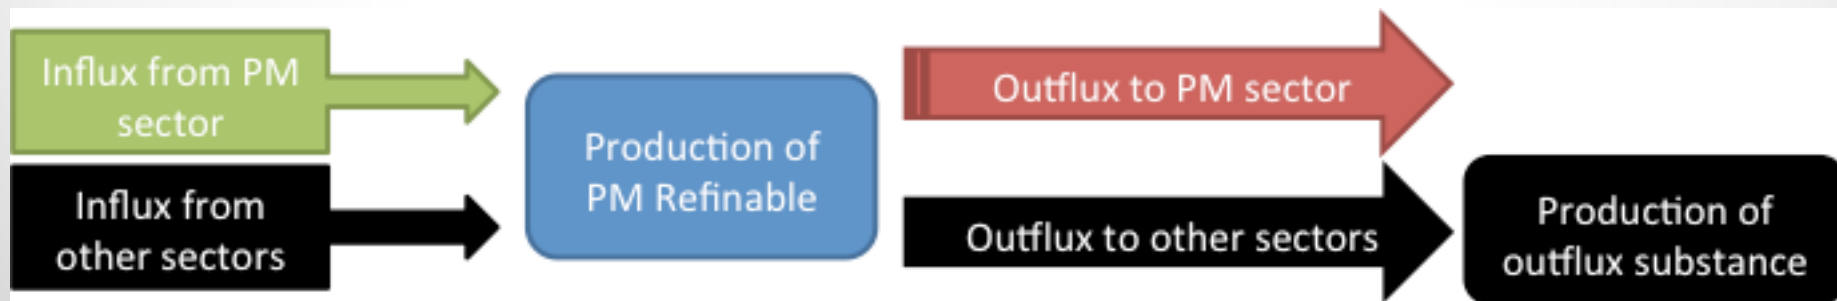 Influx from PM
sector
Influx from
other sectors
Production of
PM Refinable
Outflux to PM sector
Outflux to other sectors
Production of
outflux substance